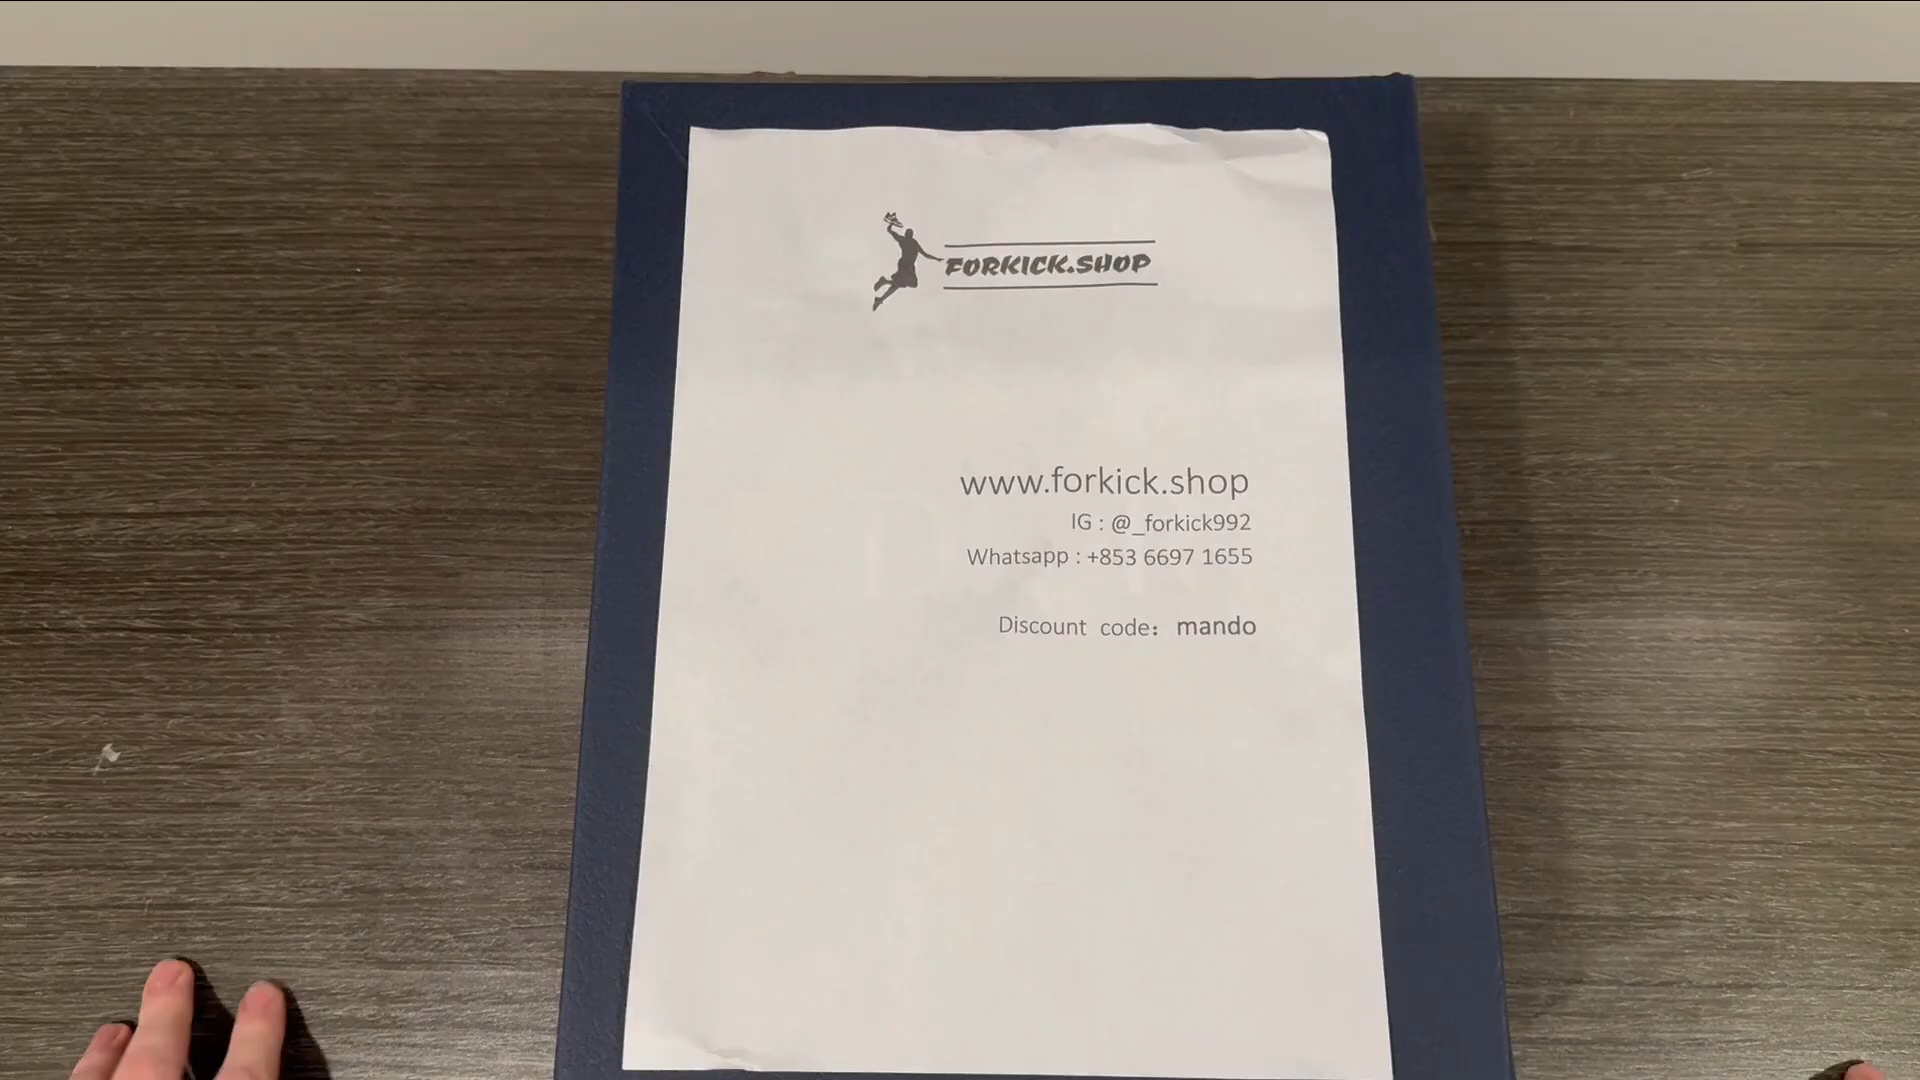 FORKICK.SHOP
www.forkick.shop
IG : @_forkick992
Whatsapp : +853 6697 1655
Discount code: mando